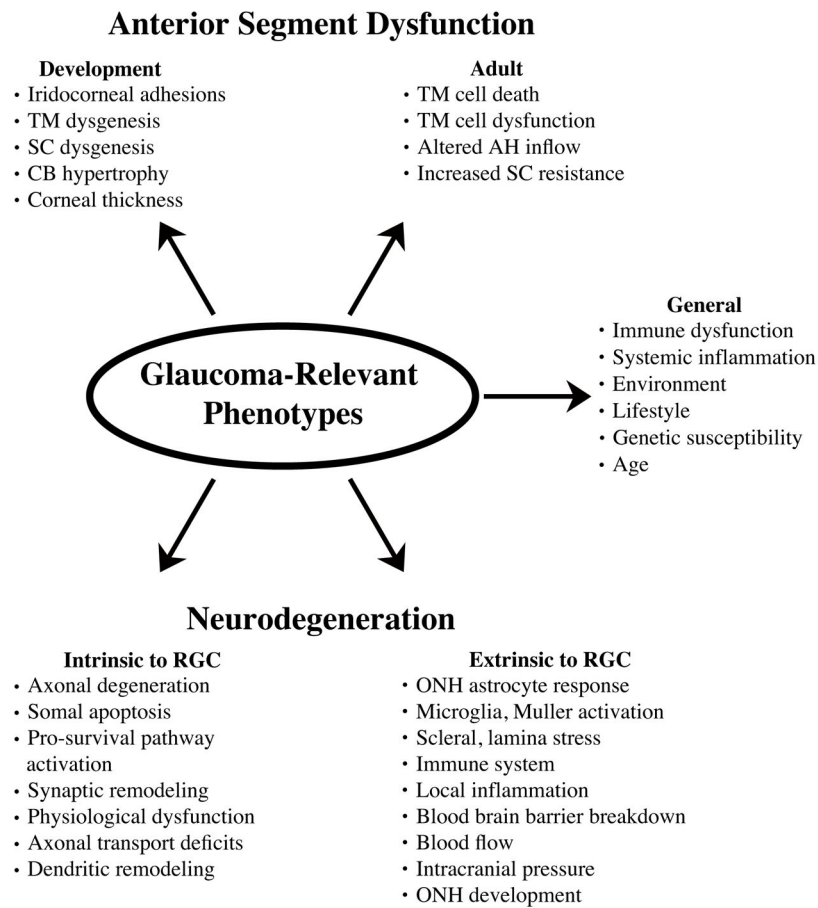 Anterior Segment Dysfunction
Development
• Iridocorneal adhesions
• TM dysgenesis
• SC dysgenesis
• CB hypertrophy
• Corneal thickness
Adult
• TM cell death
• TM cell dysfunction
• Altered AH inflow
• Increased SC resistance
Glaucoma-Relevant
Phenotypes
General
• Immune dysfunction
• Systemic inflammation
• Environment
• Lifestyle
• Genetic susceptibility
• Age
Neurodegeneration
Intrinsic to RGC
• Axonal degeneration
• Somal apoptosis
• Pro-survival pathway
activation
• Synaptic remodeling
• Physiological dysfunction
• Axonal transport deficits
• Dendritic remodeling
Extrinsic to RGC
• ONH astrocyte response
• Microglia, Muller activation
• Scleral, lamina stress
• Immune system
• Local inflammation
• Blood brain barrier breakdown
• Blood flow
• Intracranial pressure
• ONH development